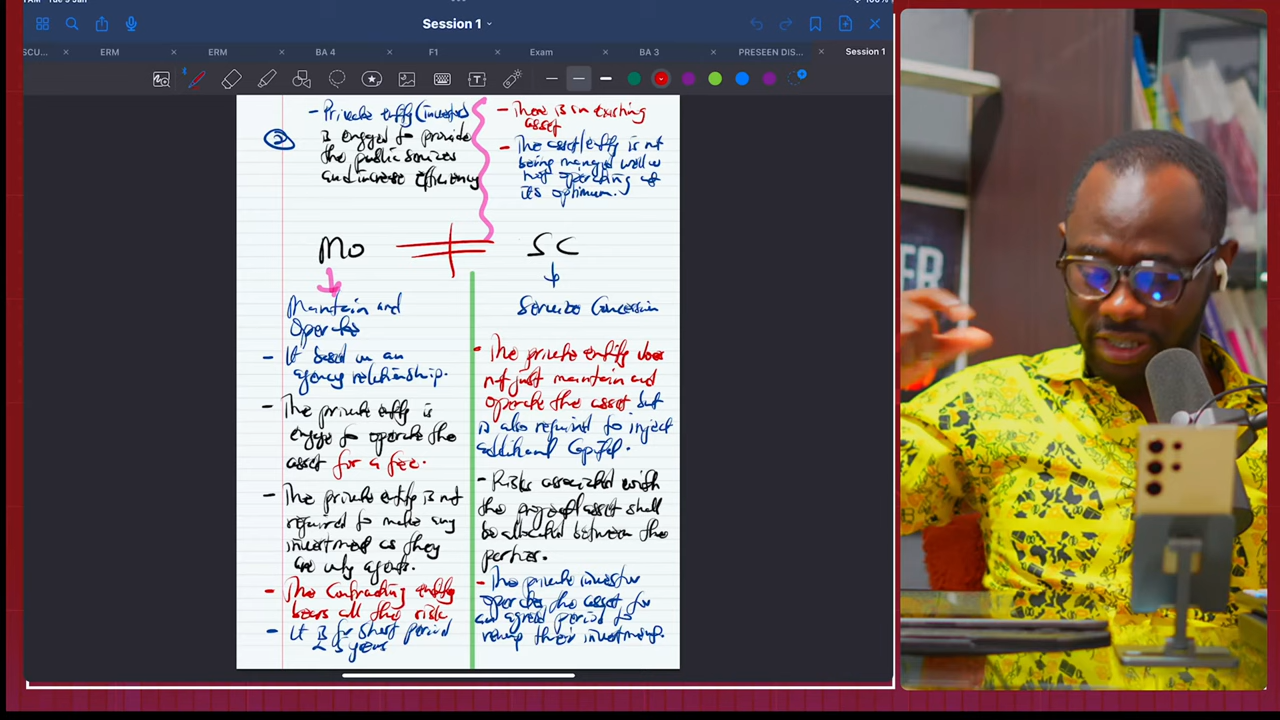 Tue 5 Jan
100%
Session 1
ERM
ERM
BA 4
F1
Exam
BA 3
PRESEEN DIS...
Session 1
- Private entity (investor)
is engaged to provide
the public services
and increase efficiency
2
- There is an existing
asset
- The asset/entity is not
being managed well or
not operating at
its optimum.
Mo
SC
Maintain and
Operate
- It based on an
agency relationship.
- The private entity is
engage to operate the
asset for a fee.
- The private entity is not
required to make any
investment as they
are only agents.
- The Contracting entity
bears all the risk
- It is for short period
5 years
Service Concession
- The private entity does
not just maintain and
operate the asset but
is also required to inject
additional Capital.
- Risks associated with
the project/asset shall
be allocated between the
parties.
- The private investor
operates the asset for
an agreed period to
recoup their investment.